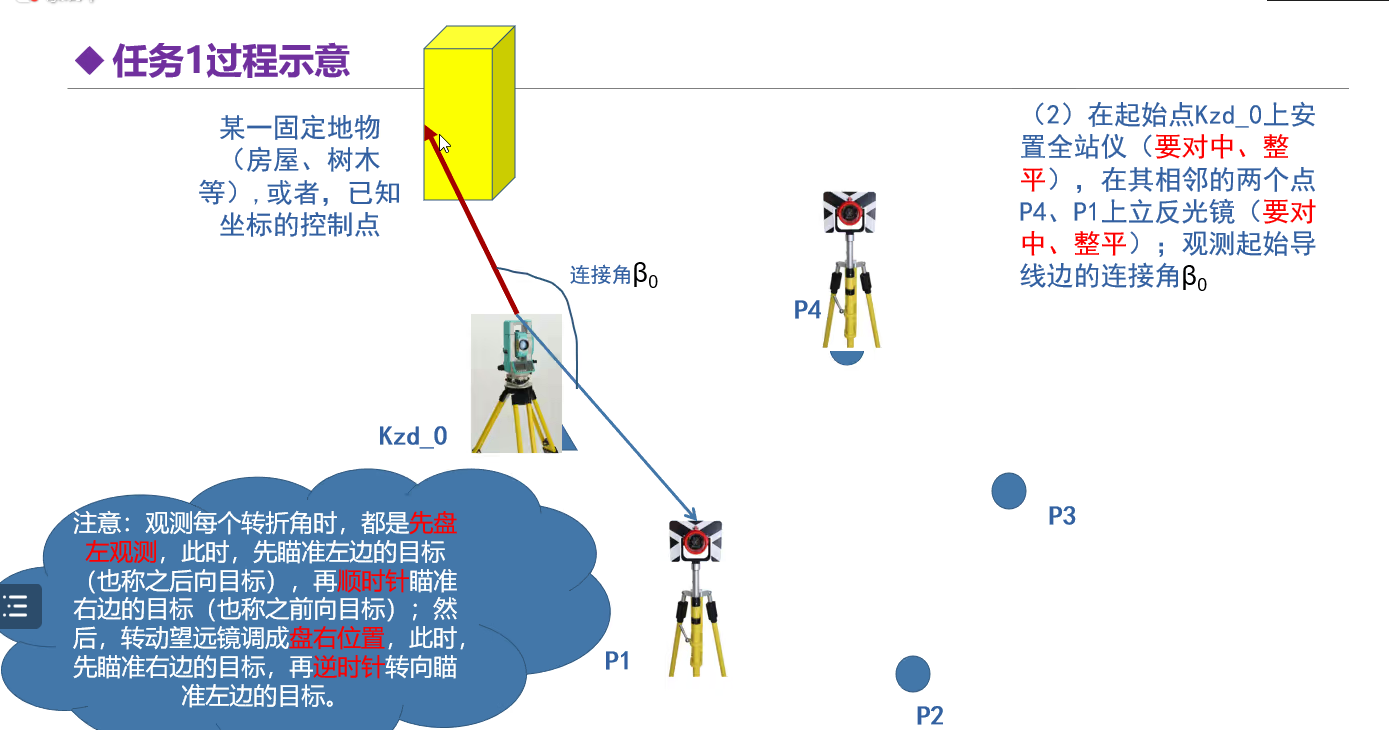 ◆ 任务1过程示意
某一固定地物
（房屋、树木
等）,或者，已知
坐标的控制点
（2）在起始点Kzd_0上安
置全站仪（要对中、整
平），在其相邻的两个点
P4、P1上立反光镜（要对
中、整平）；观测起始导
线边的连接角β0
连接角β0
P4
Kzd_0
P3
注意：观测每个转折角时，都是先盘
左观测，此时，先瞄准左边的目标
（也称之后向目标），再顺时针瞄准
右边的目标（也称之前向目标）；然
后，转动望远镜调成盘右位置，此时，
先瞄准右边的目标，再逆时针转向瞄
准左边的目标。
P1
P2